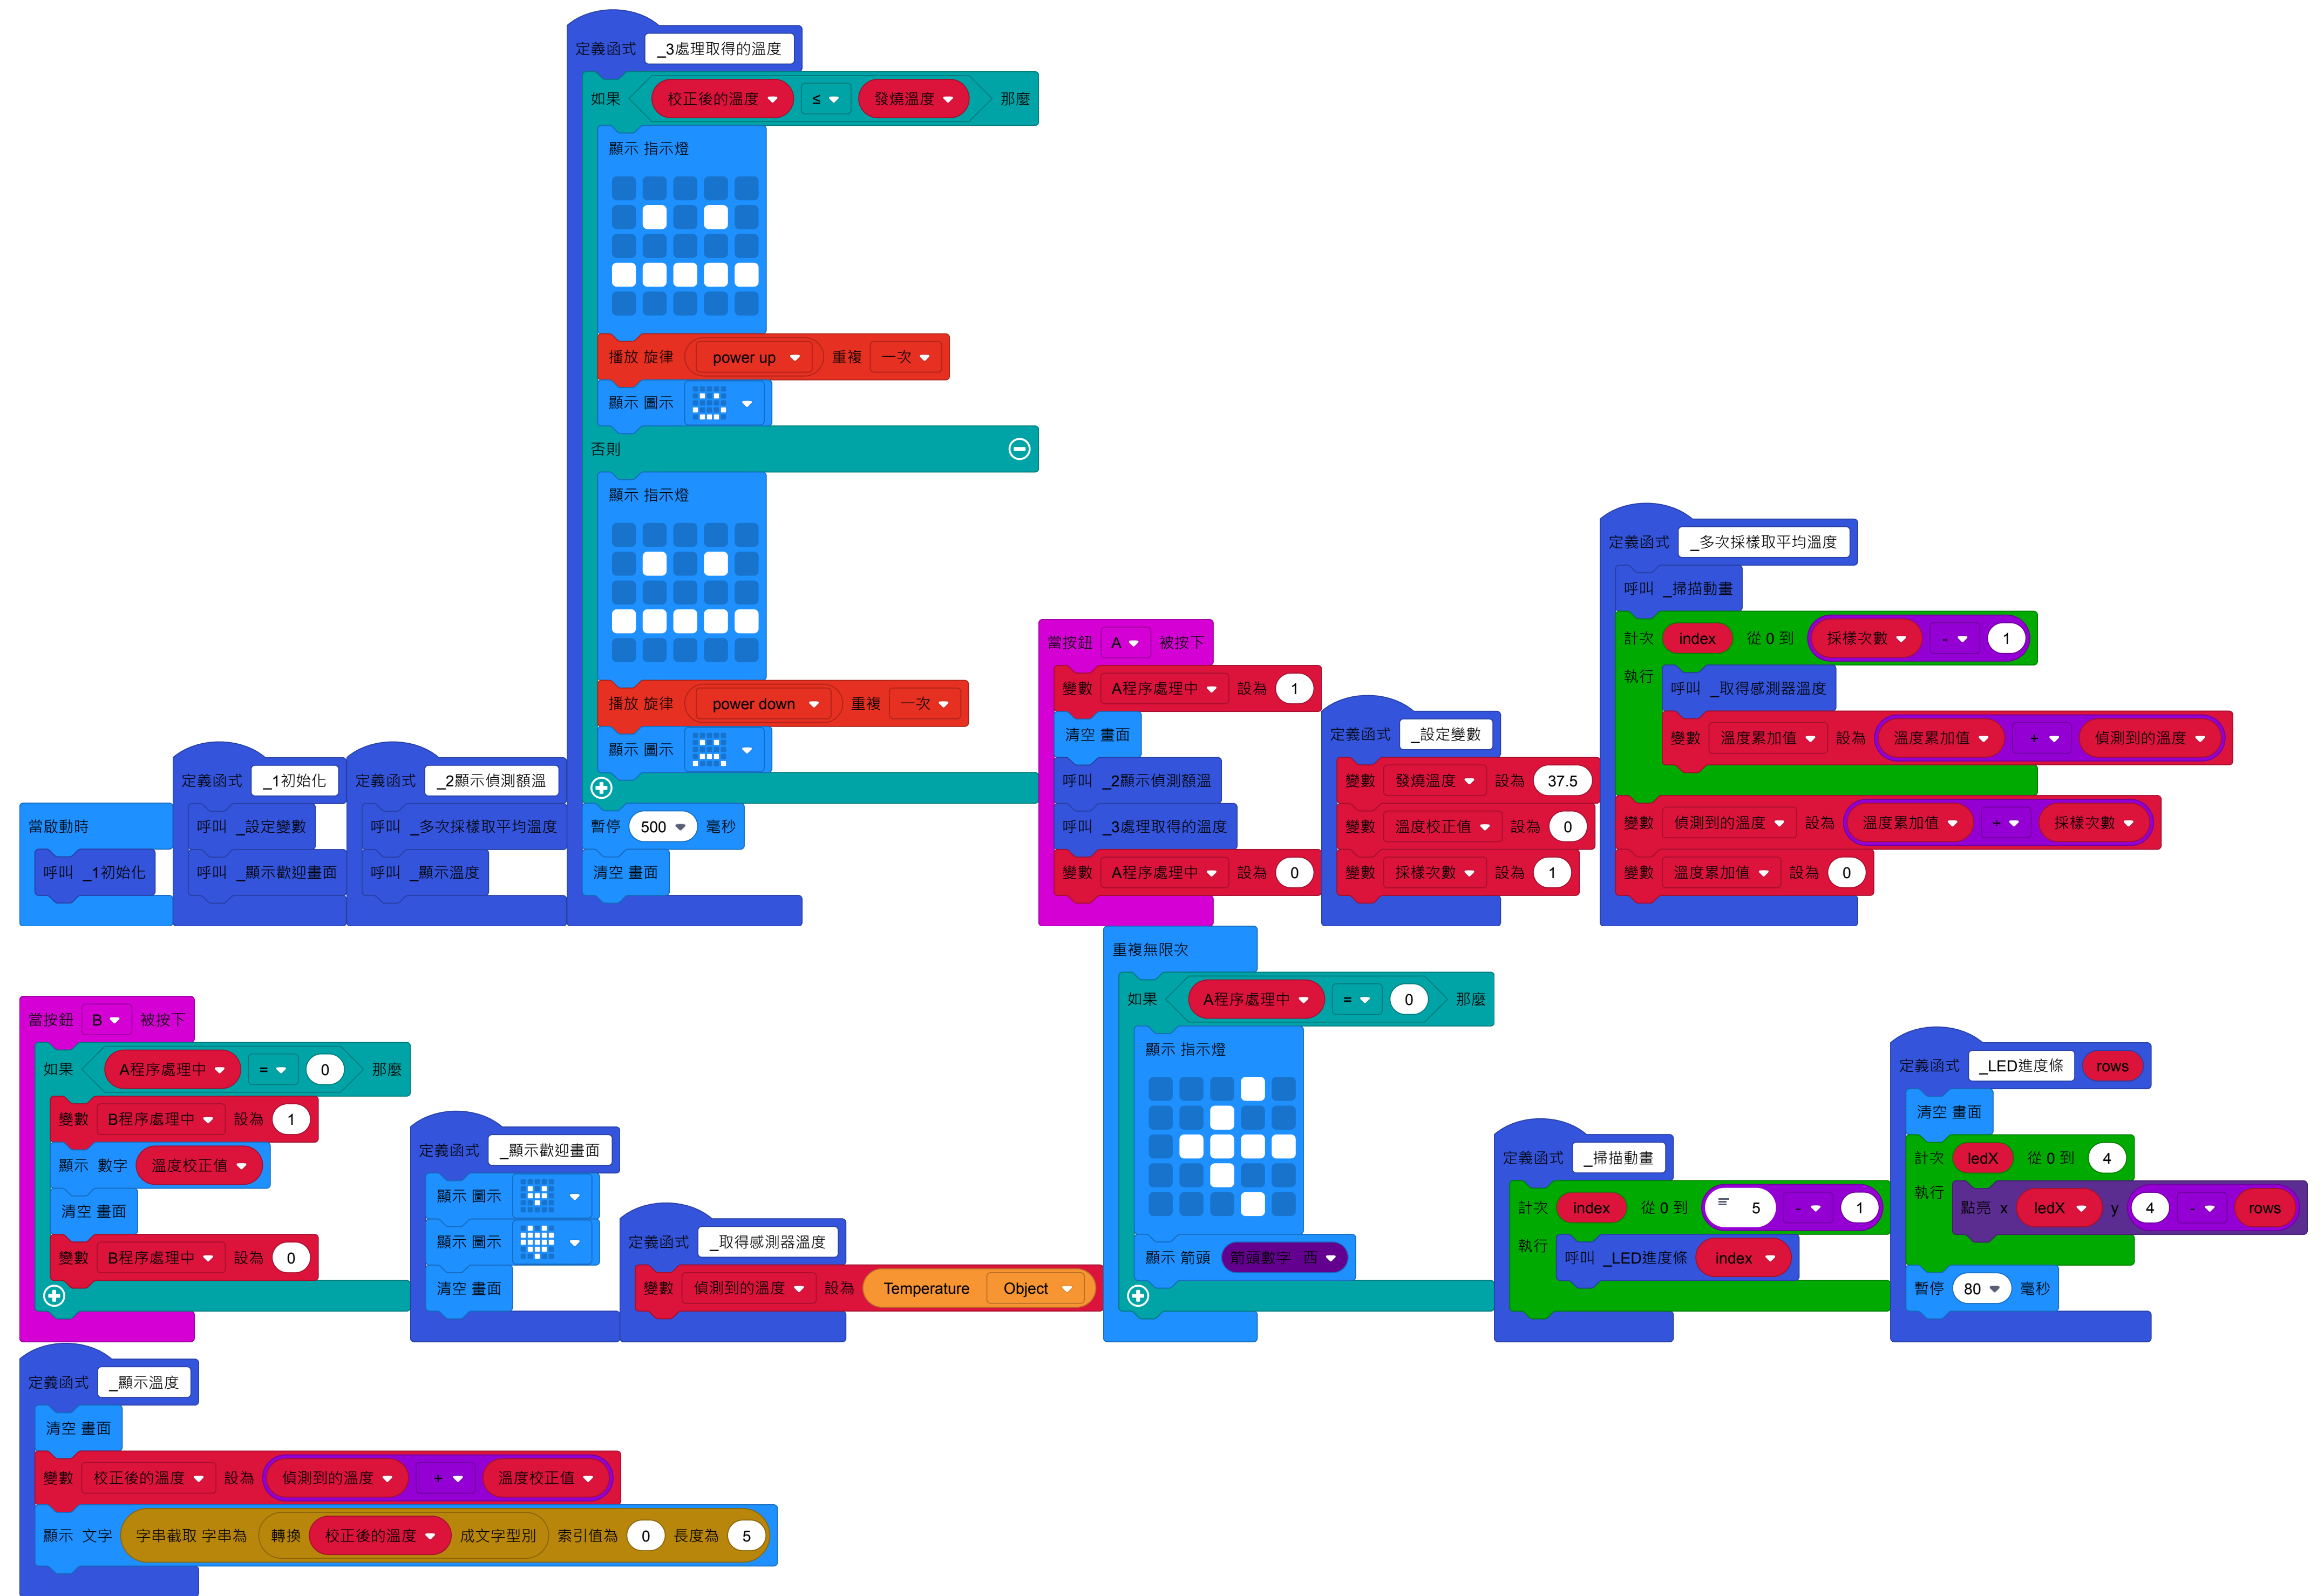 定義函式 _3處理取得的溫度
如果 校正後的溫度 ≤ 發燒溫度 那麼
顯示 指示燈
播放 旋律 power up 重複 一次
顯示 圖示
否則
顯示 指示燈
播放 旋律 power down 重複 一次
顯示 圖示
暫停 500 毫秒
清空 畫面
當啟動時
呼叫 _1初始化
定義函式 _1初始化
呼叫 _設定變數
呼叫 _顯示歡迎畫面
定義函式 _2顯示偵測額溫
呼叫 _多次採樣取平均溫度
呼叫 _顯示溫度
當按鈕 A 被按下
變數 A程序處理中 設為 1
清空 畫面
呼叫 _2顯示偵測額溫
呼叫 _3處理取得的溫度
變數 A程序處理中 設為 0
定義函式 _設定變數
變數 發燒溫度 設為 37.5
變數 溫度校正值 設為 0
變數 採樣次數 設為 1
定義函式 _多次採樣取平均溫度
呼叫 _掃描動畫
計次 index 從 0 到 採樣次數 - 1
執行
呼叫 _取得感測器溫度
變數 溫度累加值 設為 溫度累加值 + 偵測到的溫度
變數 偵測到的溫度 設為 溫度累加值 ÷ 採樣次數
變數 溫度累加值 設為 0
當按鈕 B 被按下
如果 A程序處理中 = 0 那麼
變數 B程序處理中 設為 1
顯示 數字 溫度校正值
清空 畫面
變數 B程序處理中 設為 0
定義函式 _顯示歡迎畫面
顯示 圖示
顯示 圖示
清空 畫面
定義函式 _取得感測器溫度
變數 偵測到的溫度 設為 Temperature Object
重複無限次
如果 A程序處理中 = 0 那麼
顯示 指示燈
顯示 箭頭 箭頭數字 西
定義函式 _掃描動畫
計次 index 從 0 到 5 - 1
執行 呼叫 _LED進度條 index
定義函式 _LED進度條 rows
清空 畫面
計次 ledX 從 0 到 4
執行 點亮 x ledX y 4 - rows
暫停 80 毫秒
定義函式 _顯示溫度
清空 畫面
變數 校正後的溫度 設為 偵測到的溫度 + 溫度校正值
顯示 文字 字串截取 字串為 轉換 校正後的溫度 成文字型別 索引值為 0 長度為 5